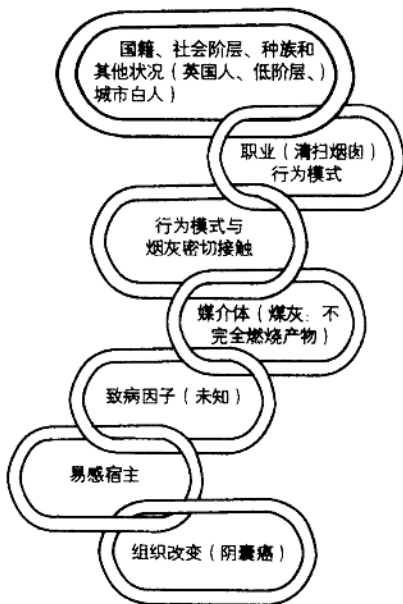 国籍、社会阶层、种族和
其他状况（英国人、低阶层、
城市白人）
职业（清扫烟囱）
行为模式
行为模式与
烟灰密切接触
媒介体（煤灰：不
完全燃烧产物）
致病因子（未知）
易感宿主
组织改变（阴囊癌）